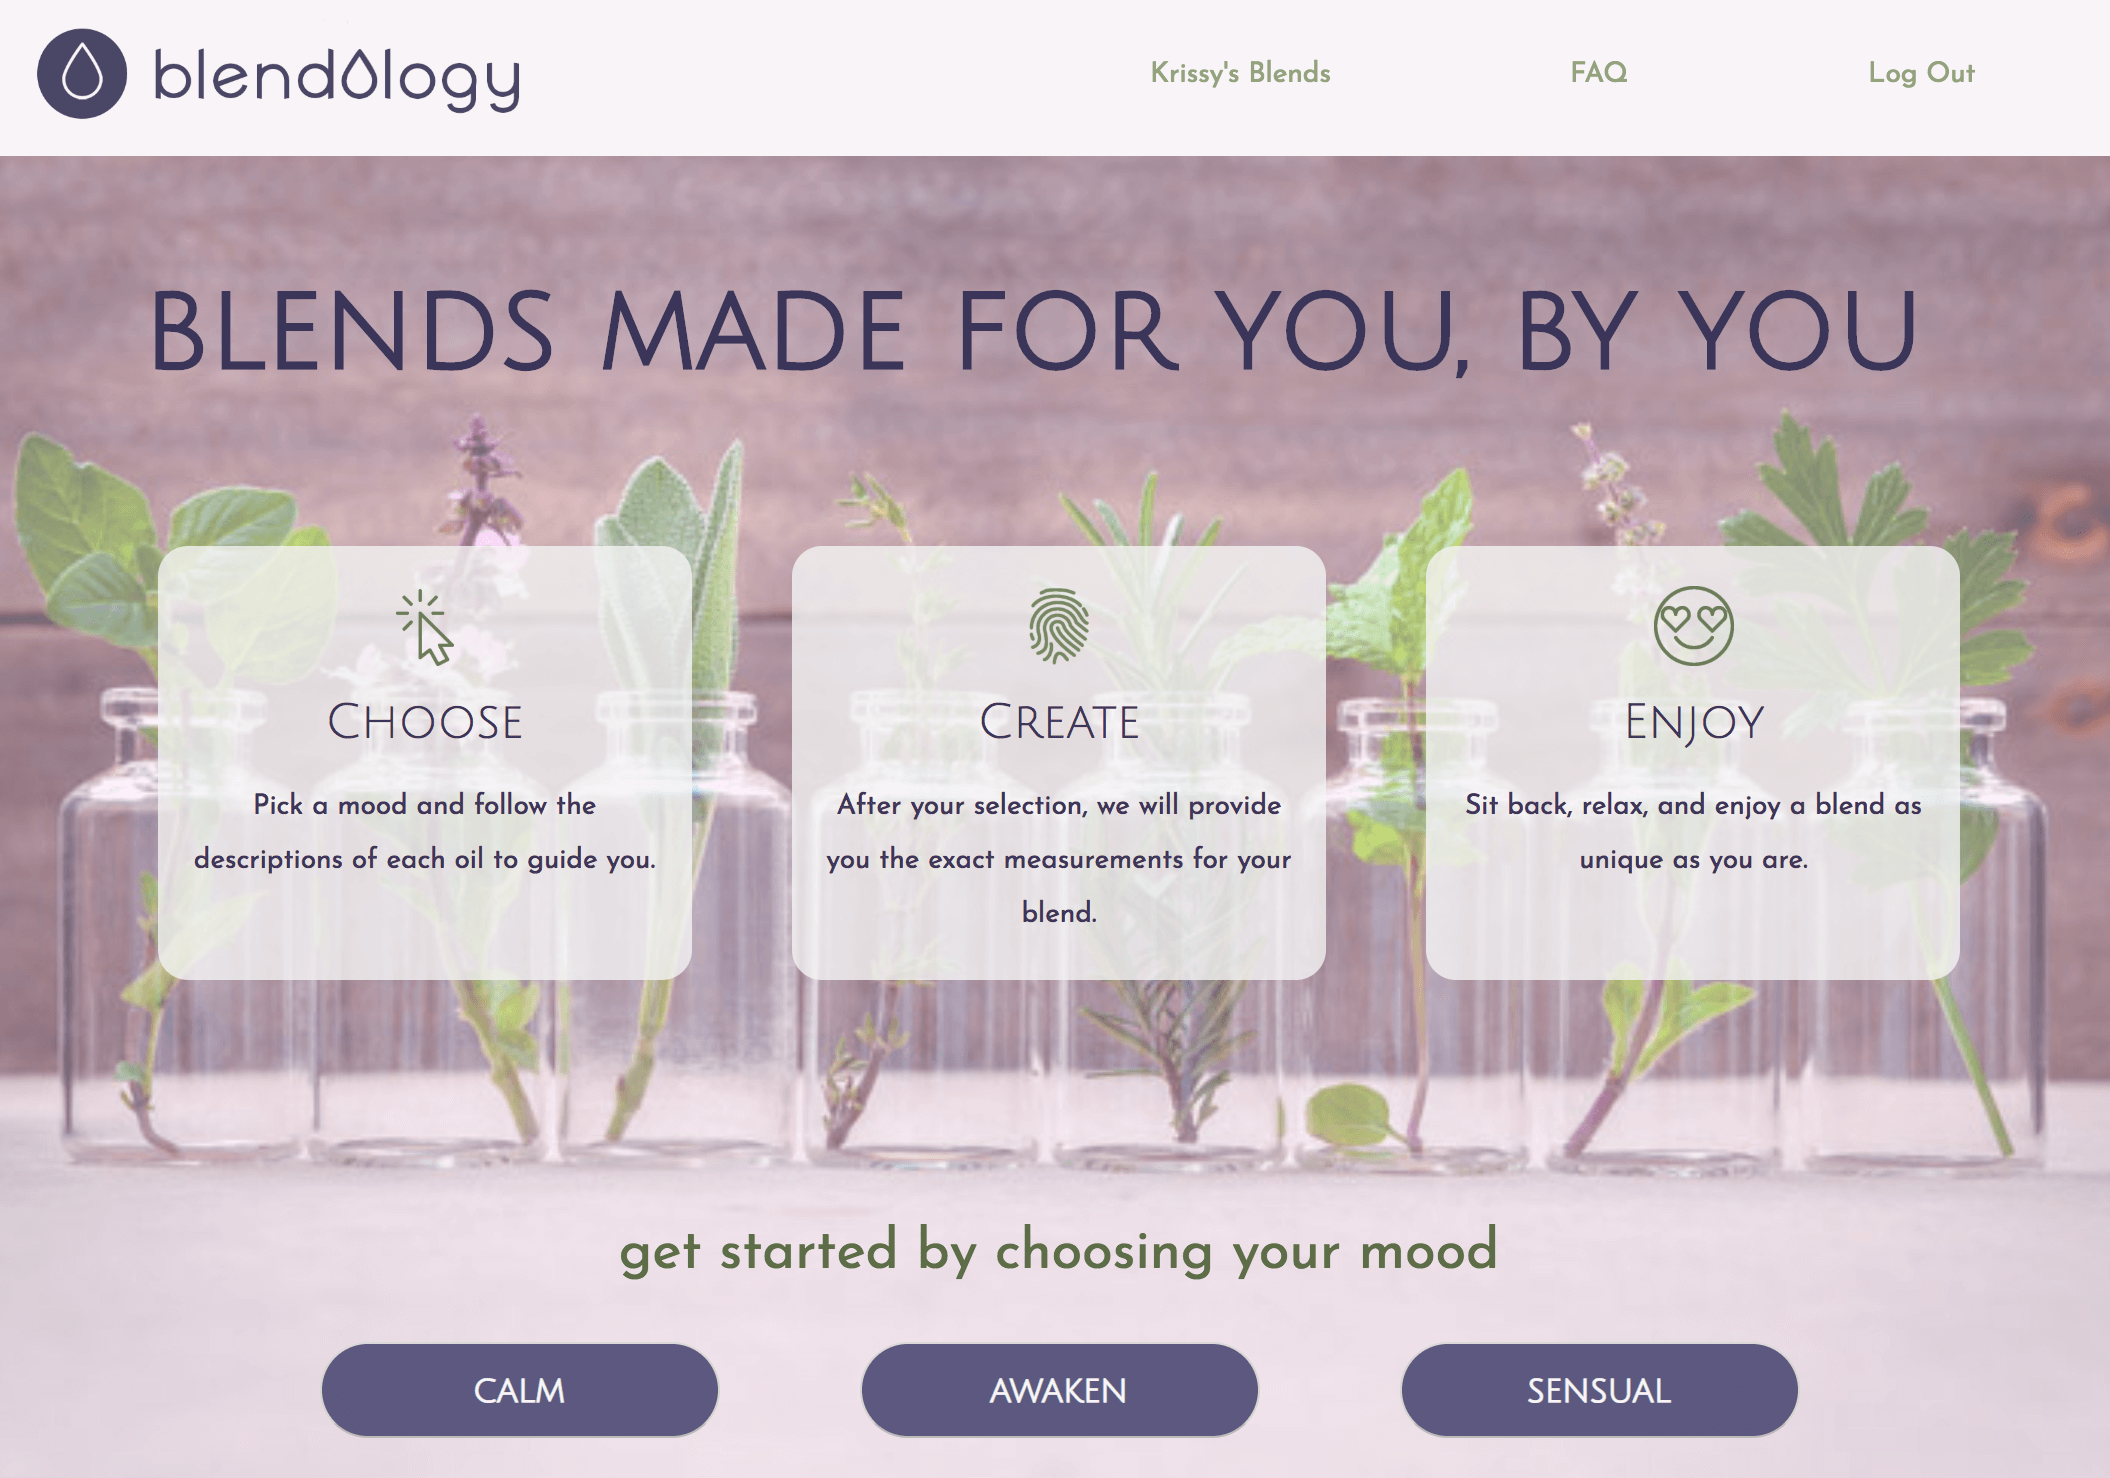 blendology
Krissy's Blends
FAQ
Log Out
BLENDS MADE FOR YOU, BY YOU
CHOOSE
Pick a mood and follow the
descriptions of each oil to guide you.
CREATE
After your selection, we will provide
you the exact measurements for your
blend.
ENJOY
Sit back, relax, and enjoy a blend as
unique as you are.
get started by choosing your mood
CALM
AWAKEN
SENSUAL